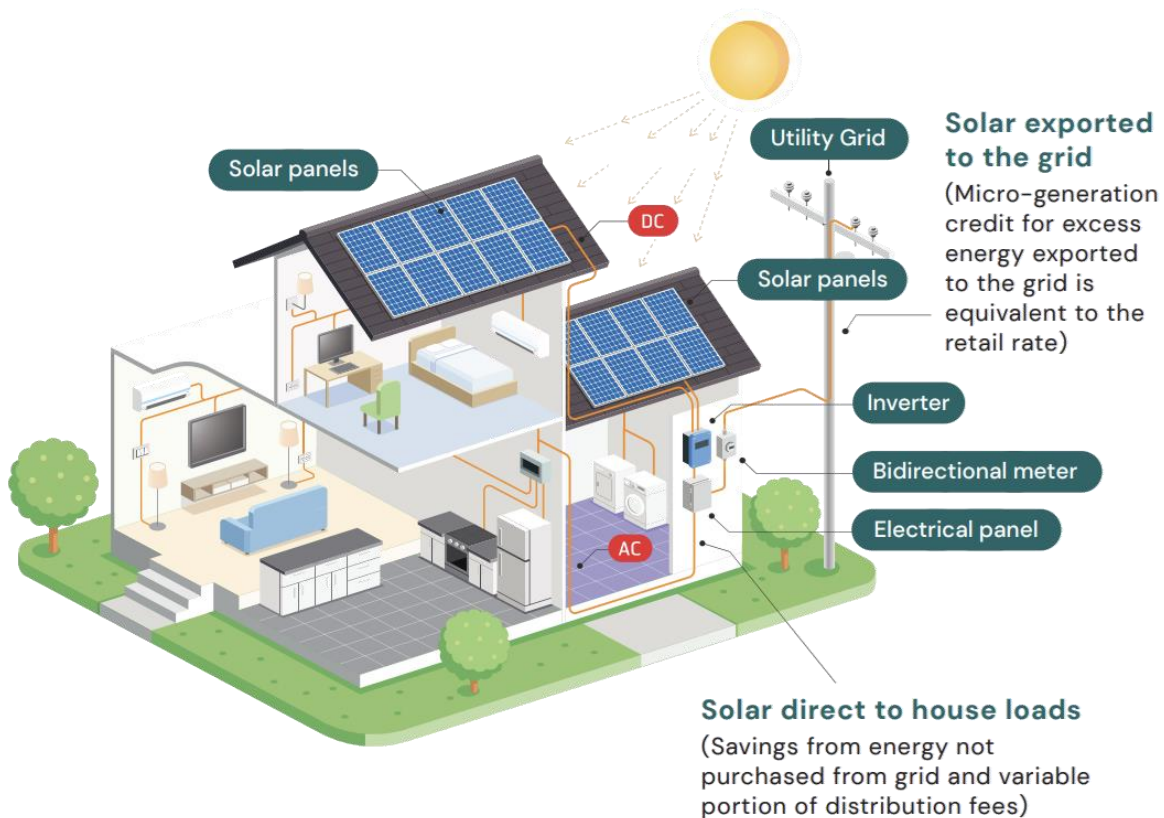 Utility Grid
Solar exported
to the grid
(Micro-generation
credit for excess
energy exported
to the grid is
equivalent to the
retail rate)
Solar panels
DC
Solar panels
Inverter
Bidirectional meter
Electrical panel
AC
Solar direct to house loads
(Savings from energy not
purchased from grid and variable
portion of distribution fees)